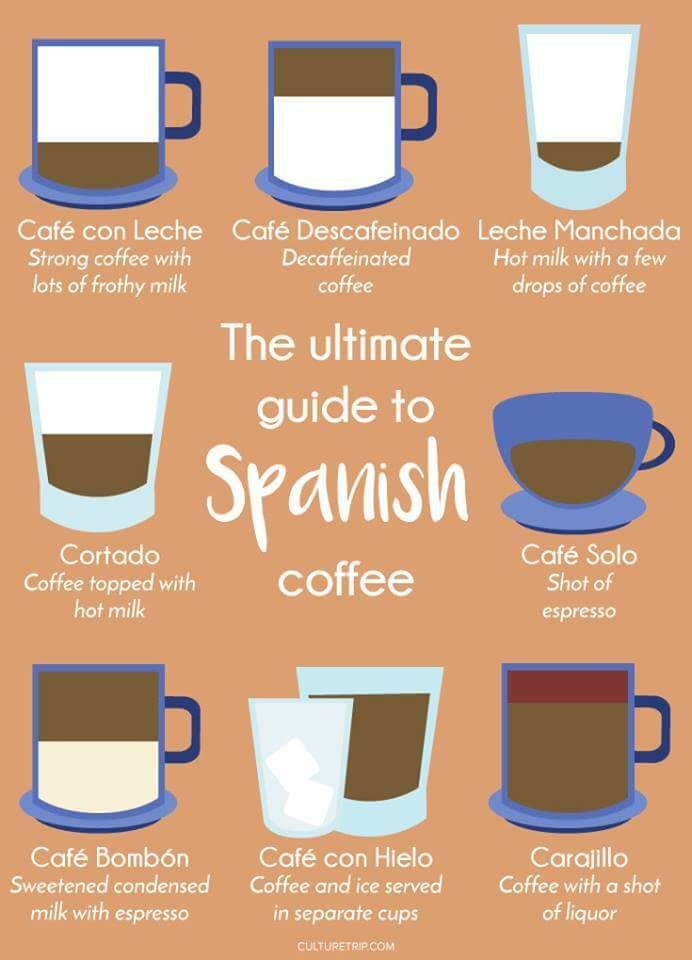 Café con Leche
Strong coffee with
lots of frothy milk
Café Descafeinado
Decaffeinated
coffee
Leche Manchada
Hot milk with a few
drops of coffee
The ultimate
guide to
Spanish
coffee
Cortado
Coffee topped with
hot milk
Café Solo
Shot of
espresso
Café Bombón
Sweetened condensed
milk with espresso
Café con Hielo
Coffee and ice served
in separate cups
Carajillo
Coffee with a shot
of liquor
CULTURETRIP.COM